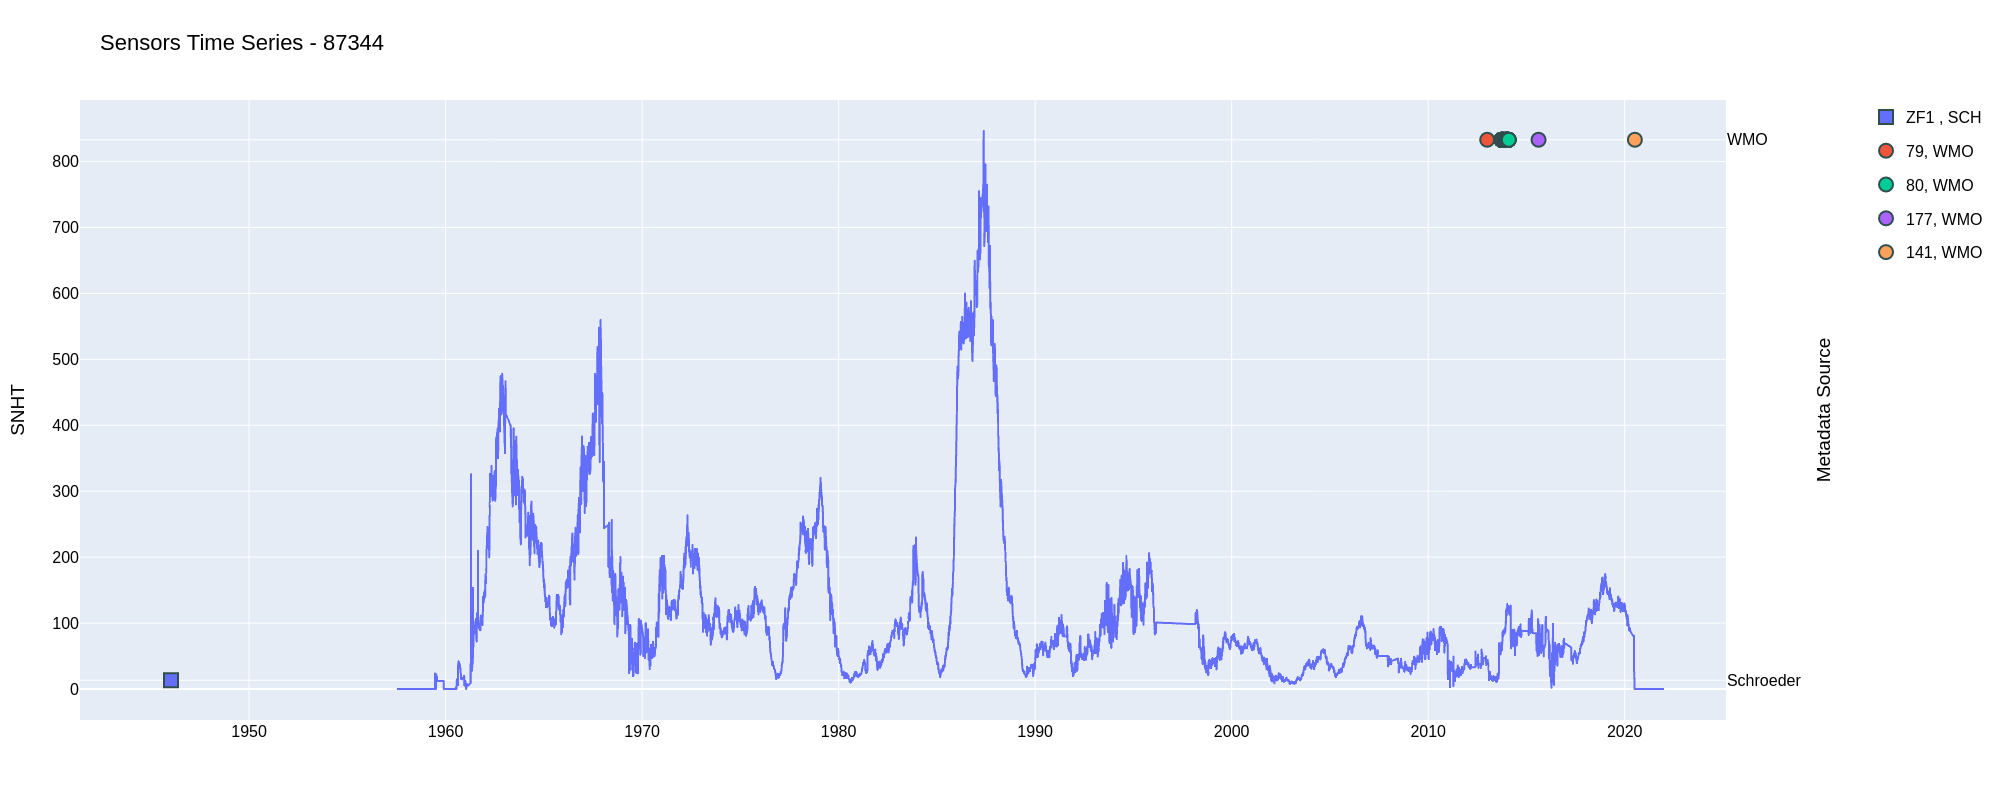 Sensors Time Series - 87344
SNHT
800
700
600
500
400
300
200
100
0
1950
1960
1970
1980
1990
2000
2010
2020
WMO
Schroeder
Metadata Source
ZF1 , SCH
79, WMO
80, WMO
177, WMO
141, WMO